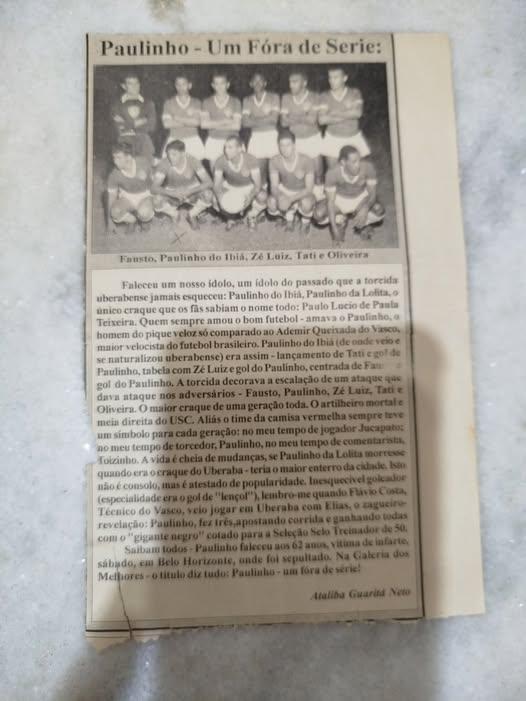 Paulinho - Um Fóra de Serie:
Fausto, Paulinho do Ibiá, Zé Luiz, Tati e Oliveira
Faleceu um nosso ídolo, um ídolo do passado que a torcida
uberabense jamais esqueceu: Paulinho do Ibiá, Paulinho da Lolita, o
único craque que os fãs sabiam o nome todo: Paulo Lucio de Paula
Teixeira. Quem sempre amou o bom futebol - amava o Paulinho, o
homem do pique veloz só comparado ao Ademir Queixada do Vasco,
maior velocista do futebol brasileiro. Paulinho do Ibiá (de onde veio e
se naturalizou uberabense) era assim - lançamento de Tati e gol de
Paulinho, tabela com Zé Luiz e gol do Paulinho, centrada de
gol do Paulinho. A torcida decorava a escalação de um ataque que
dava ataque nos adversários - Fausto, Paulinho, Zé Luiz, Tati e
Oliveira. O maior craque de uma geração toda. O artilheiro mortal e
meia direita do USC. Aliás o time da camisa vermelha sempre teve
um símbolo para cada geração: no meu tempo de jogador Jucapato;
no meu tempo de torcedor, Paulinho, no meu tempo de comentarista,
Toizinho. A vida é cheia de mudanças, se Paulinho da Lolita morresse
quando era o craque do Uberaba - teria o maior enterro da cidade. Isto
não é consolo, mas é atestado de popularidade. Inesquecível goleador
(especialidade era o gol de "lençol"), lembro-me quando Flávio Costa,
Técnico do Vasco, veio jogar em Uberaba com Elias, o zagueiro-
revelação: Paulinho, fez três,apostando corrida e ganhando todas
com o "gigante negro" cotado para a Seleção Selo Treinador de 50.
Saibam todos - Paulinho faleceu aos 62 anos, vítima de infarte,
sábado, em Belo Horizonte, onde foi sepultado. Na Galeria dos
Melhores - o titulo diz tudo: Paulinho - um fóra de série!
Ataliba Guaritá Neto